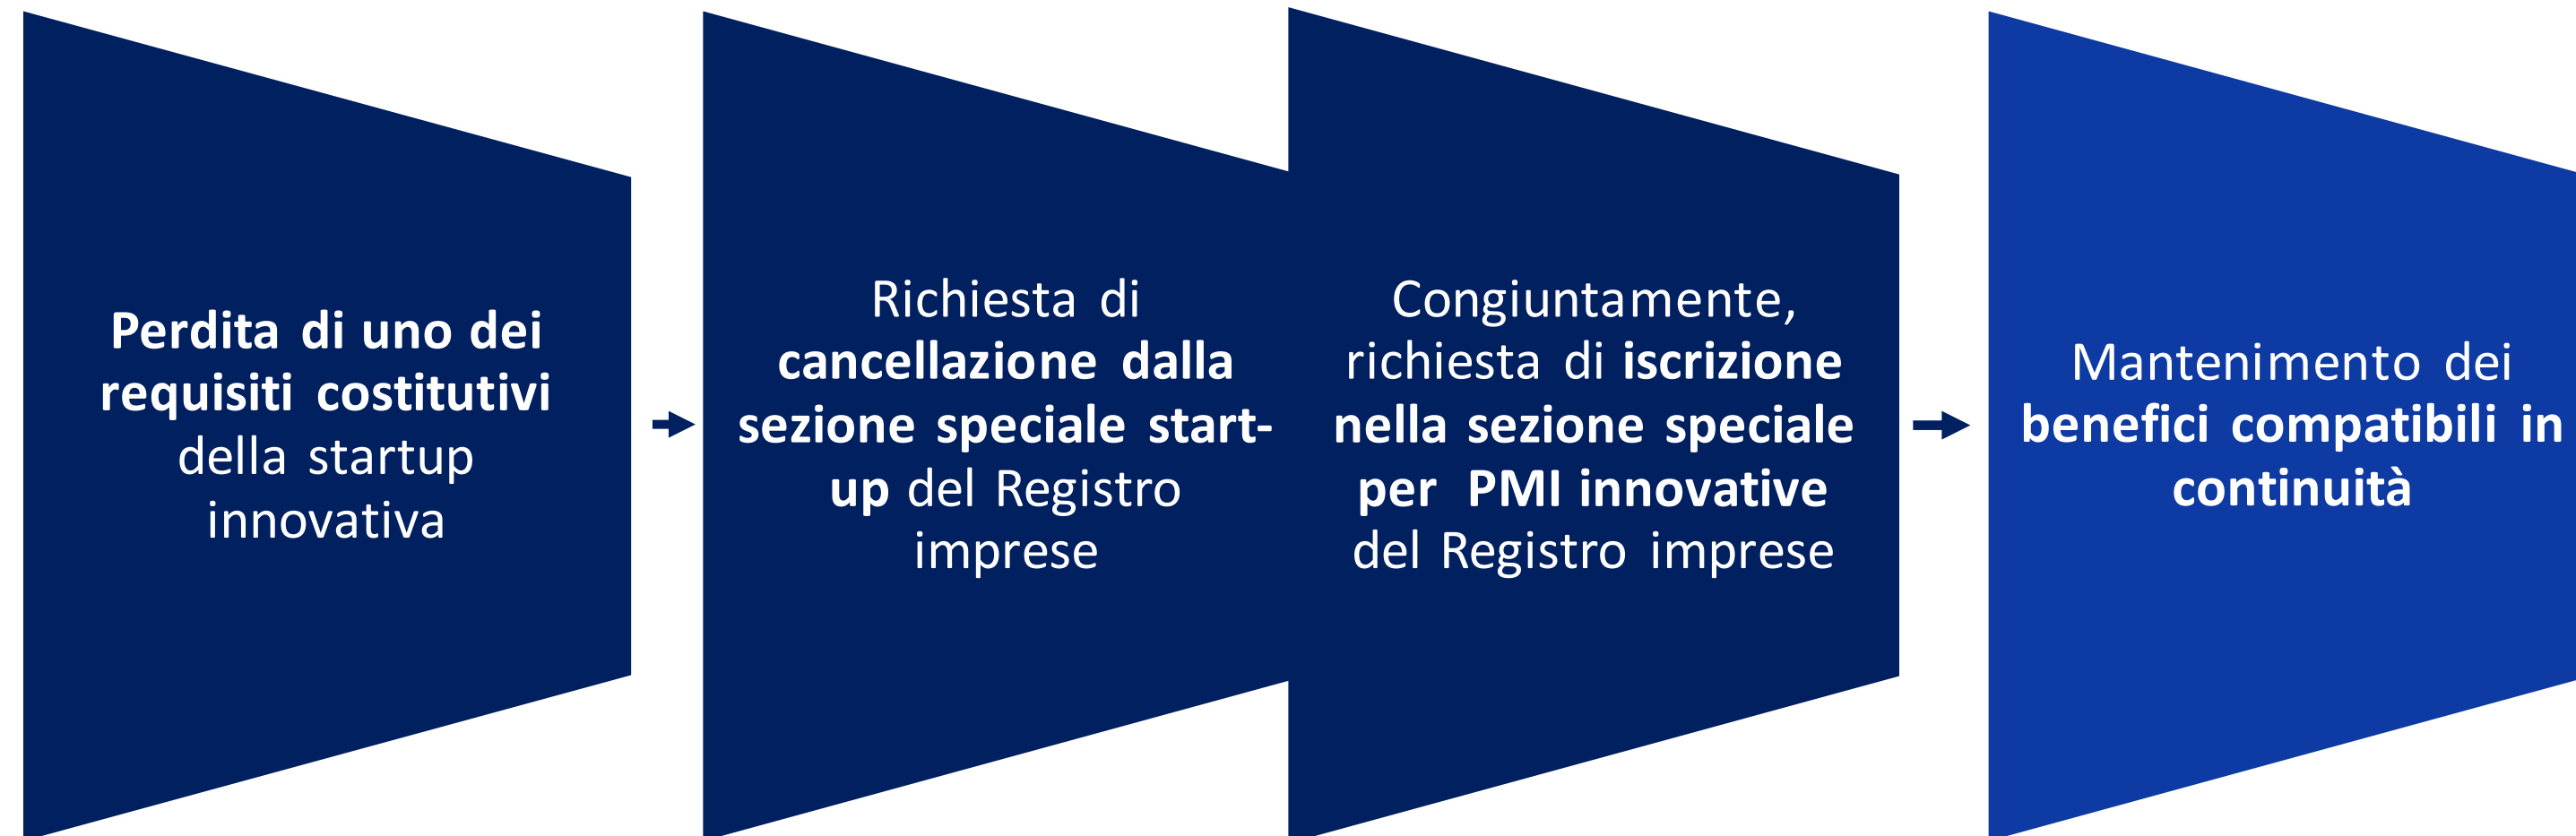 Perdita di uno dei
requisiti costitutivi
della startup
innovativa
Richiesta di
cancellazione dalla
sezione speciale start-
up del Registro
imprese
Congiuntamente,
richiesta di iscrizione
nella sezione speciale
per PMI innovative
del Registro imprese
Mantenimento dei
benefici compatibili in
continuità